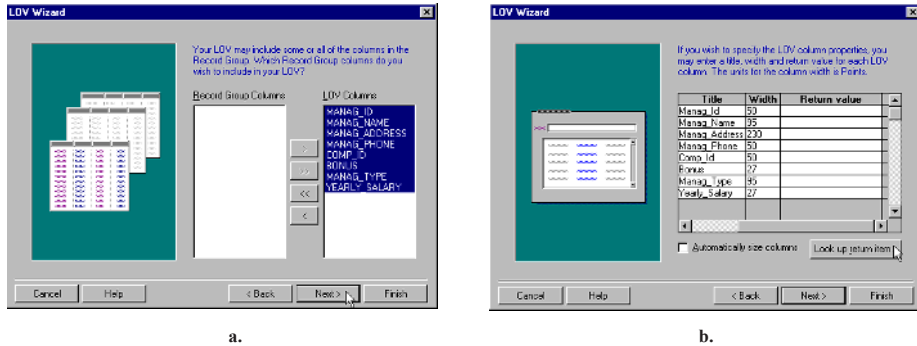 LOV Wizard
Your LOV may include some or all of the columns in the
Record Group. Which Record Group columns do you
wish to include in your LOV?
Record Group Columns
LOV Columns
MANAG_ID
MANAG_NAME
MANAG_ADDRESS
MANAG_PHONE
COMP_ID
BONUS
MANAG_TYPE
YEARLY_SALARY
>
>>
<<
<
Cancel Help < Back Next > Finish
a.
LOV Wizard
If you wish to specify the LOV column properties, you
may enter a title, width and return value for each LOV
column. The units for the column width is Points.
Title Width Return value
Manag_Id 50
Manag_Name 95
Manag_Address 230
Manag_Phone 50
Comp_Id 50
Bonus 27
Manag_Type 95
Yearly_Salary 27
Automatically size columns Look up return item
Cancel Help < Back Next > Finish
b.